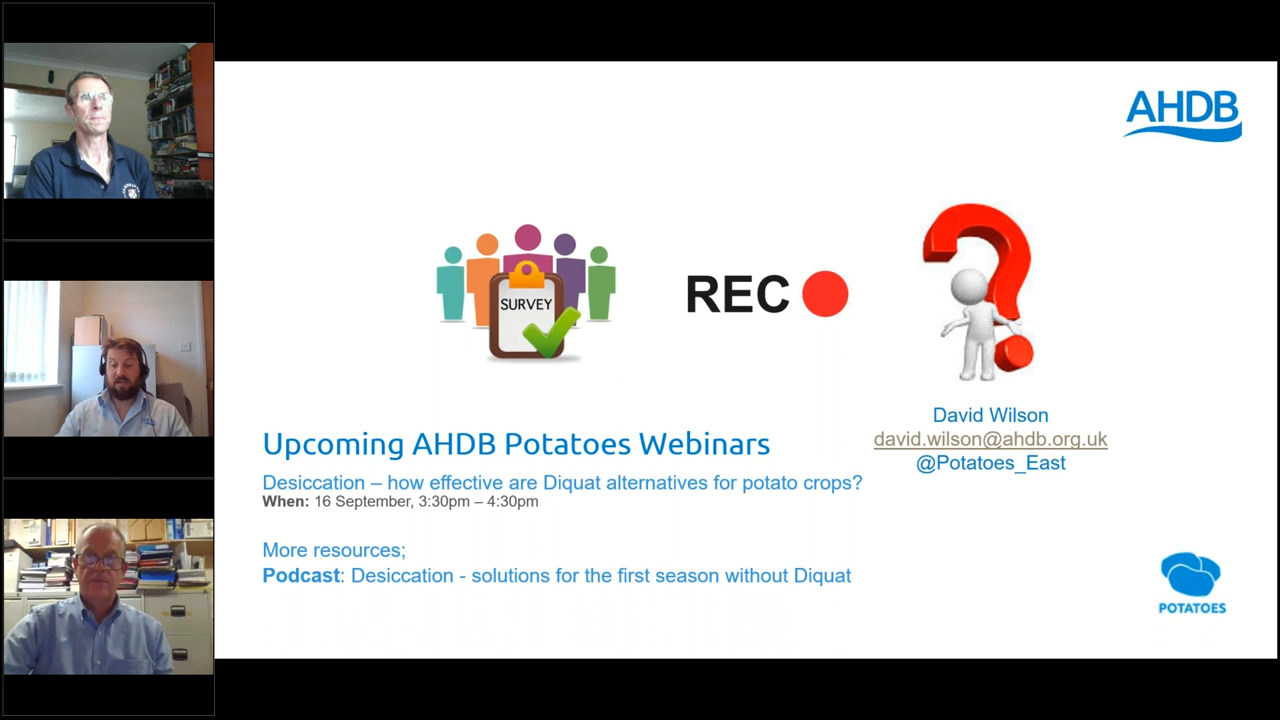 AHDB
SURVEY
REC
David Wilson
david.wilson@ahdb.org.uk
@Potatoes_East
Upcoming AHDB Potatoes Webinars
Desiccation – how effective are Diquat alternatives for potato crops?
When: 16 September, 3:30pm – 4:30pm
More resources;
Podcast: Desiccation - solutions for the first season without Diquat
POTATOES